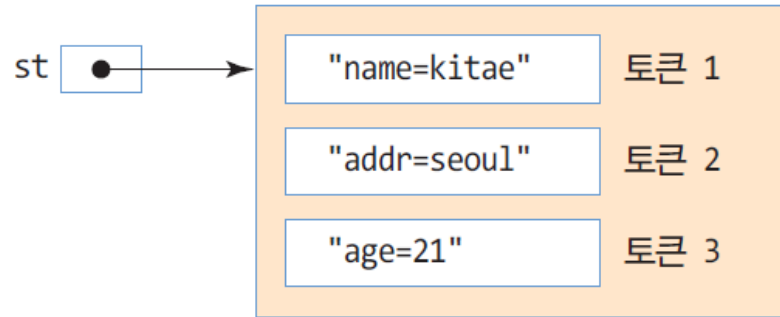 st
"name=kitae" 토큰 1
"addr=seoul" 토큰 2
"age=21" 토큰 3